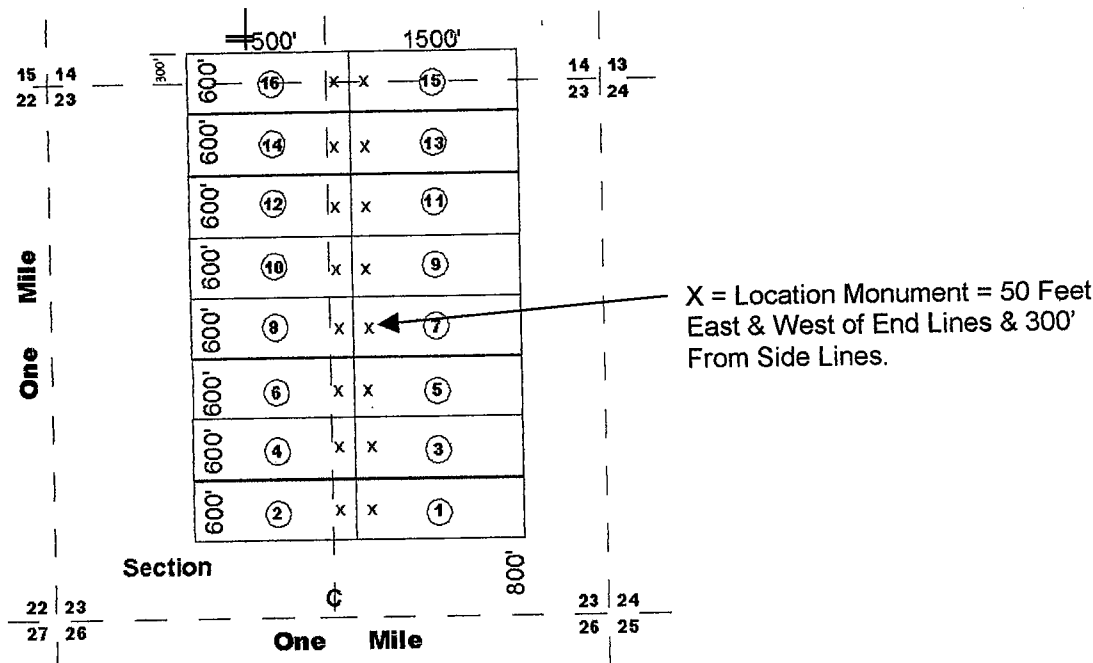 500' 1500'
15 14
22 23
300'
600' 16 x x 15
14 13
23 24
600' 14 x x 13
600' 12 x x 11
600' 10 x x 9
600' 8 x x 7
600' 6 x x 5
600' 4 x x 3
600' 2 x x 1
One Mile
X = Location Monument = 50 Feet
East & West of End Lines & 300'
From Side Lines.
Section
800'
22 23
27 26
℄
23 24
26 25
One Mile